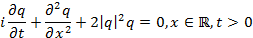 i ∂q/∂t + ∂²q/∂x² + 2|q|²q = 0, x ∈ ℝ, t > 0